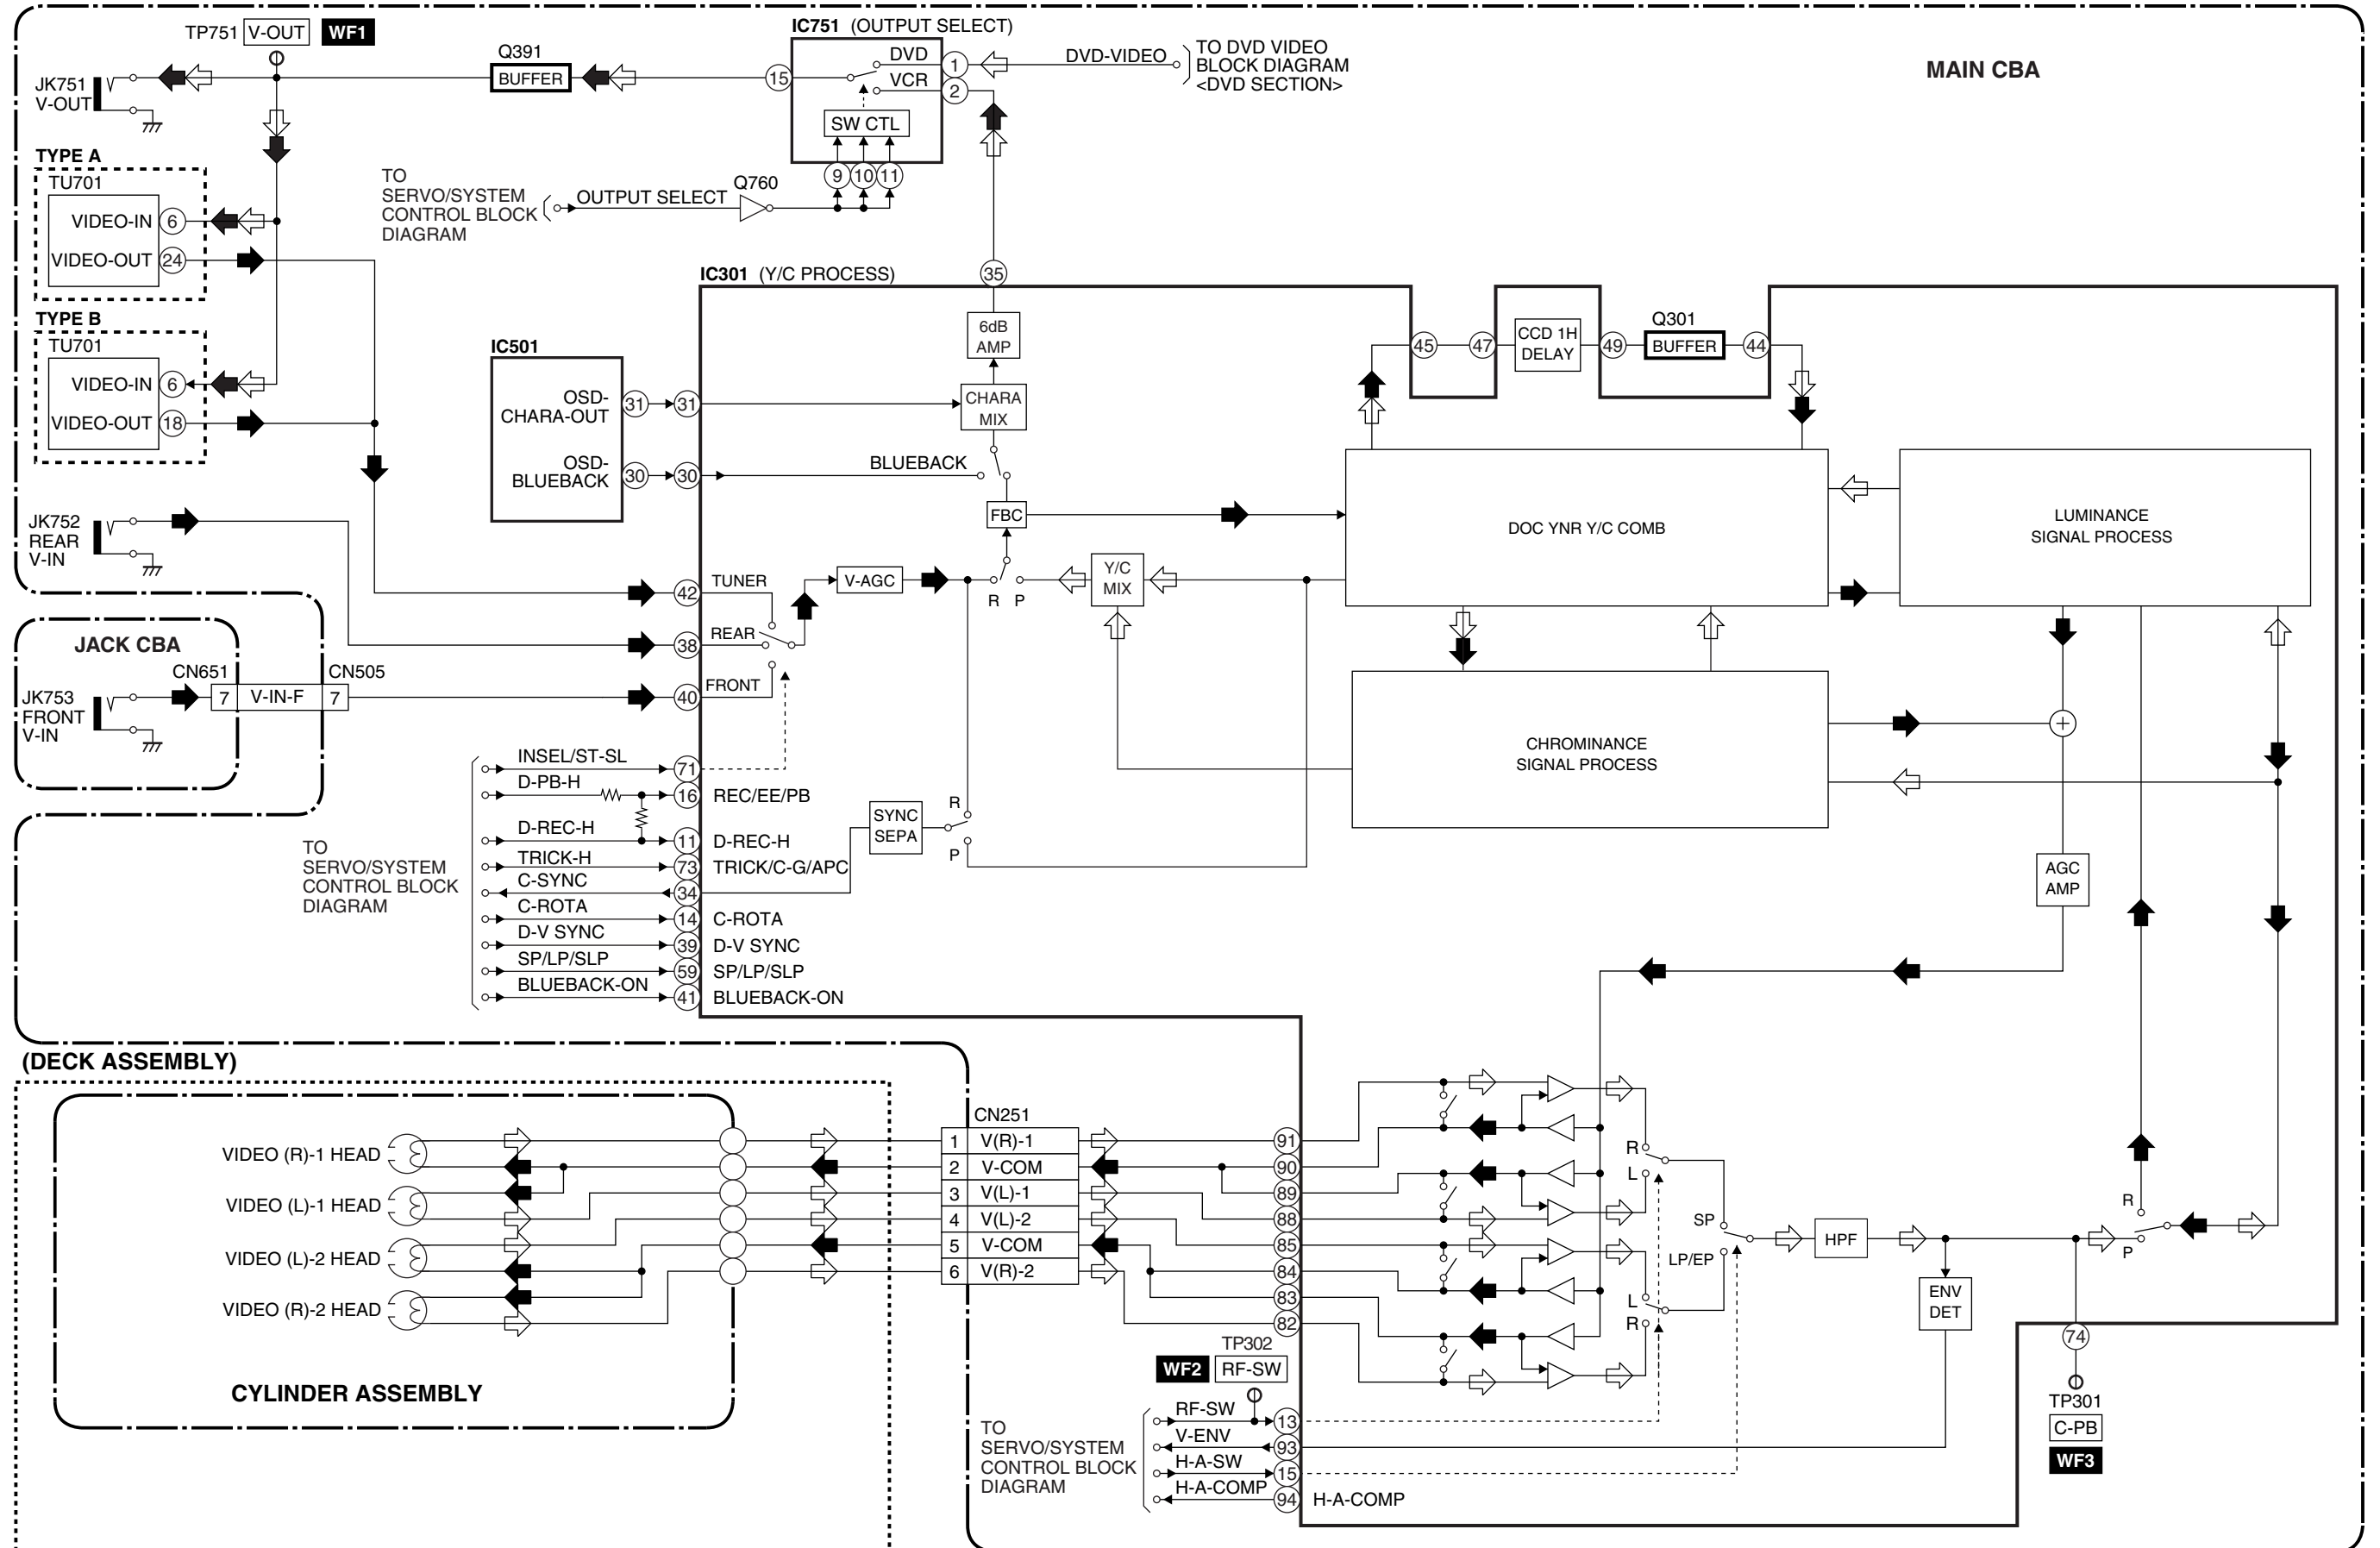 TP751 V-OUT WF1
JK751
V-OUT
Q391
BUFFER
IC751 (OUTPUT SELECT)
DVD
VCR
SW CTL
15
1
2
9 10 11
DVD-VIDEO
TO DVD VIDEO
BLOCK DIAGRAM
<DVD SECTION>
MAIN CBA
TO
SERVO/SYSTEM
CONTROL BLOCK
DIAGRAM
OUTPUT SELECT
Q760
TYPE A
TU701
VIDEO-IN 6
VIDEO-OUT 24
TYPE B
TU701
VIDEO-IN 6
VIDEO-OUT 18
IC501
OSD-
CHARA-OUT
31 31
OSD-
BLUEBACK
30 30
IC301 (Y/C PROCESS)
35
6dB
AMP
CHARA
MIX
BLUEBACK
FBC
45 47
CCD 1H
DELAY
49
Q301
BUFFER
44
DOC YNR Y/C COMB
LUMINANCE
SIGNAL PROCESS
JK752
REAR
V-IN
42 TUNER
38 REAR
40 FRONT
V-AGC
R P
Y/C
MIX
JACK CBA
CN651
CN505
JK753
FRONT
V-IN
7 V-IN-F 7
CHROMINANCE
SIGNAL PROCESS
+
TO
SERVO/SYSTEM
CONTROL BLOCK
DIAGRAM
INSEL/ST-SL 71
D-PB-H 16 REC/EE/PB
D-REC-H 11 D-REC-H
TRICK-H 73 TRICK/C-G/APC
C-SYNC 34
C-ROTA 14 C-ROTA
D-V SYNC 39 D-V SYNC
SP/LP/SLP 59 SP/LP/SLP
BLUEBACK-ON 41 BLUEBACK-ON
SYNC
SEPA
R
P
AGC
AMP
(DECK ASSEMBLY)
VIDEO (R)-1 HEAD
VIDEO (L)-1 HEAD
VIDEO (L)-2 HEAD
VIDEO (R)-2 HEAD
CYLINDER ASSEMBLY
CN251
1 V(R)-1
2 V-COM
3 V(L)-1
4 V(L)-2
5 V-COM
6 V(R)-2
91
90
89
88
85
84
83
82
R
L
L
R
SP
LP/EP
HPF
ENV
DET
R
P
74
TP301
C-PB
WF3
TP302
WF2 RF-SW
TO
SERVO/SYSTEM
CONTROL BLOCK
DIAGRAM
RF-SW 13
V-ENV 93
H-A-SW 15
H-A-COMP 94 H-A-COMP